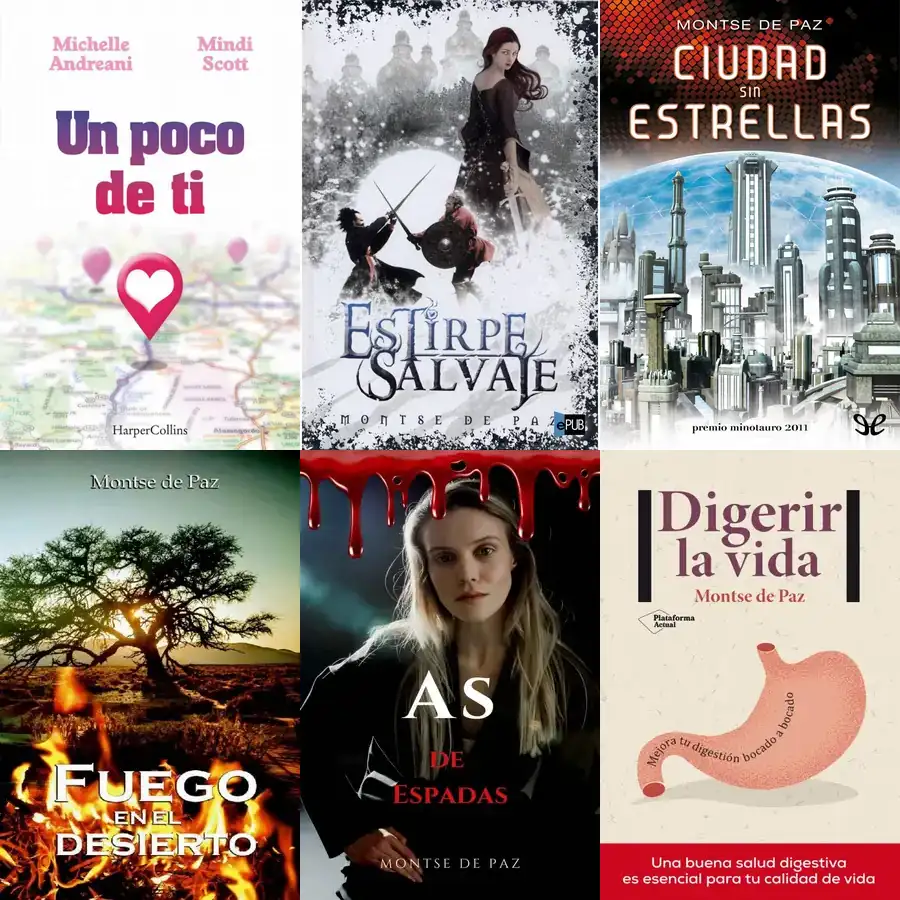 Michelle
Andreani
Mindi
Scott
Un poco
de ti
HarperCollins
ESTIRPE
SALVAJE
MONTSE DE PAZ
ePUB
MONTSE DE PAZ
CIUDAD
SIN
ESTRELLAS
premio minotauro 2011
Montse de Paz
FUEGO
EN EL
DESIERTO
AS
DE
ESPADAS
MONTSE DE PAZ
Digerir
la vida
Montse de Paz
Plataforma
Actual
Mejora tu digestión bocado a bocado
Una buena salud digestiva
es esencial para tu calidad de vida